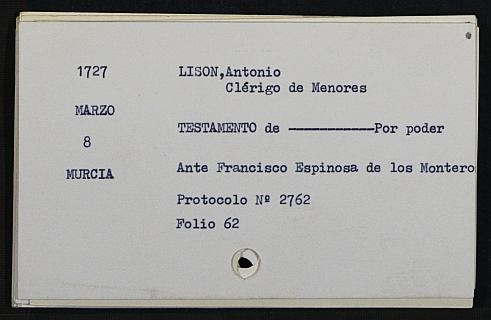 1727 LISON,Antonio
Clérigo de Menores
MARZO
8 TESTAMENTO de -----------Por poder
MURCIA Ante Francisco Espinosa de los Montero
Protocolo Nº 2762
Folio 62